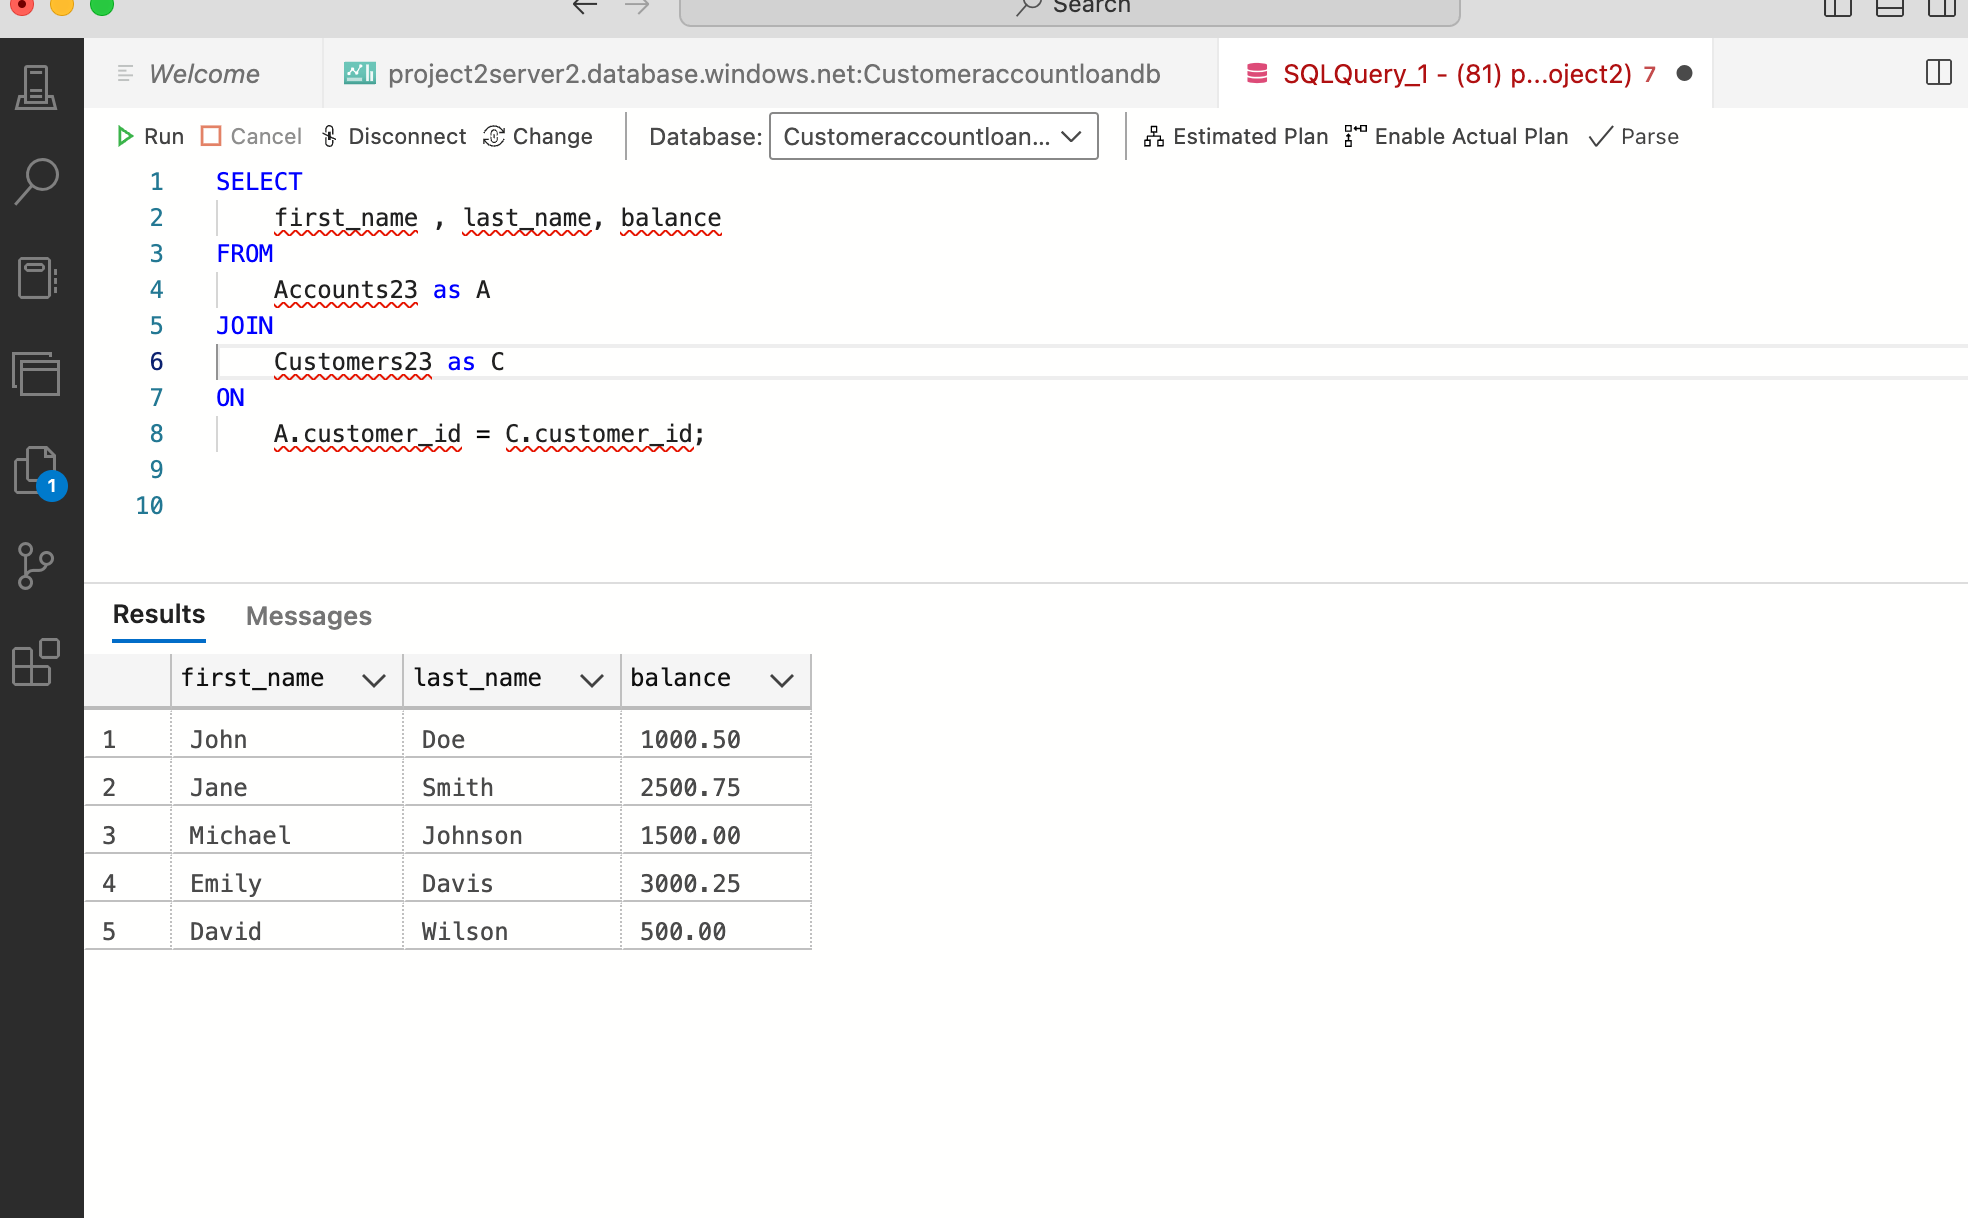 Search
Welcome
project2server2.database.windows.net:Customeraccountloandb
SQLQuery_1 - (81) p...oject2) 7
Run Cancel Disconnect Change Database: Customeraccountloan... Estimated Plan Enable Actual Plan Parse
1 SELECT
2 first_name , last_name, balance
3 FROM
4 Accounts23 as A
5 JOIN
6 Customers23 as C
7 ON
8 A.customer_id = C.customer_id;
9
10
1
Results Messages
first_name last_name balance
1 John Doe 1000.50
2 Jane Smith 2500.75
3 Michael Johnson 1500.00
4 Emily Davis 3000.25
5 David Wilson 500.00